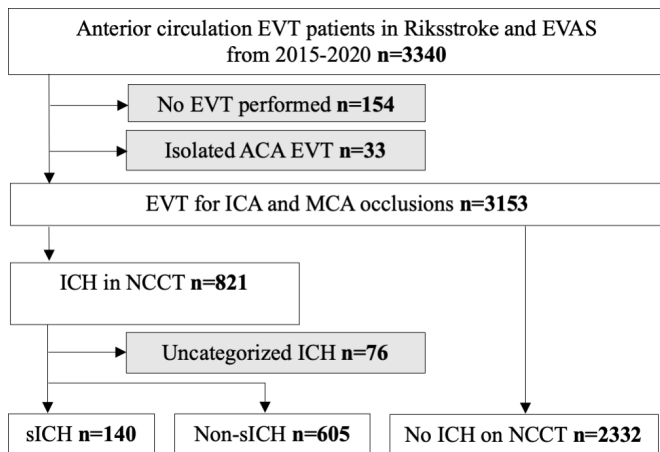 Anterior circulation EVT patients in Riksstroke and EVAS
from 2015-2020 n=3340
No EVT performed n=154
Isolated ACA EVT n=33
EVT for ICA and MCA occlusions n=3153
ICH in NCCT n=821
Uncategorized ICH n=76
sICH n=140
Non-sICH n=605
No ICH on NCCT n=2332